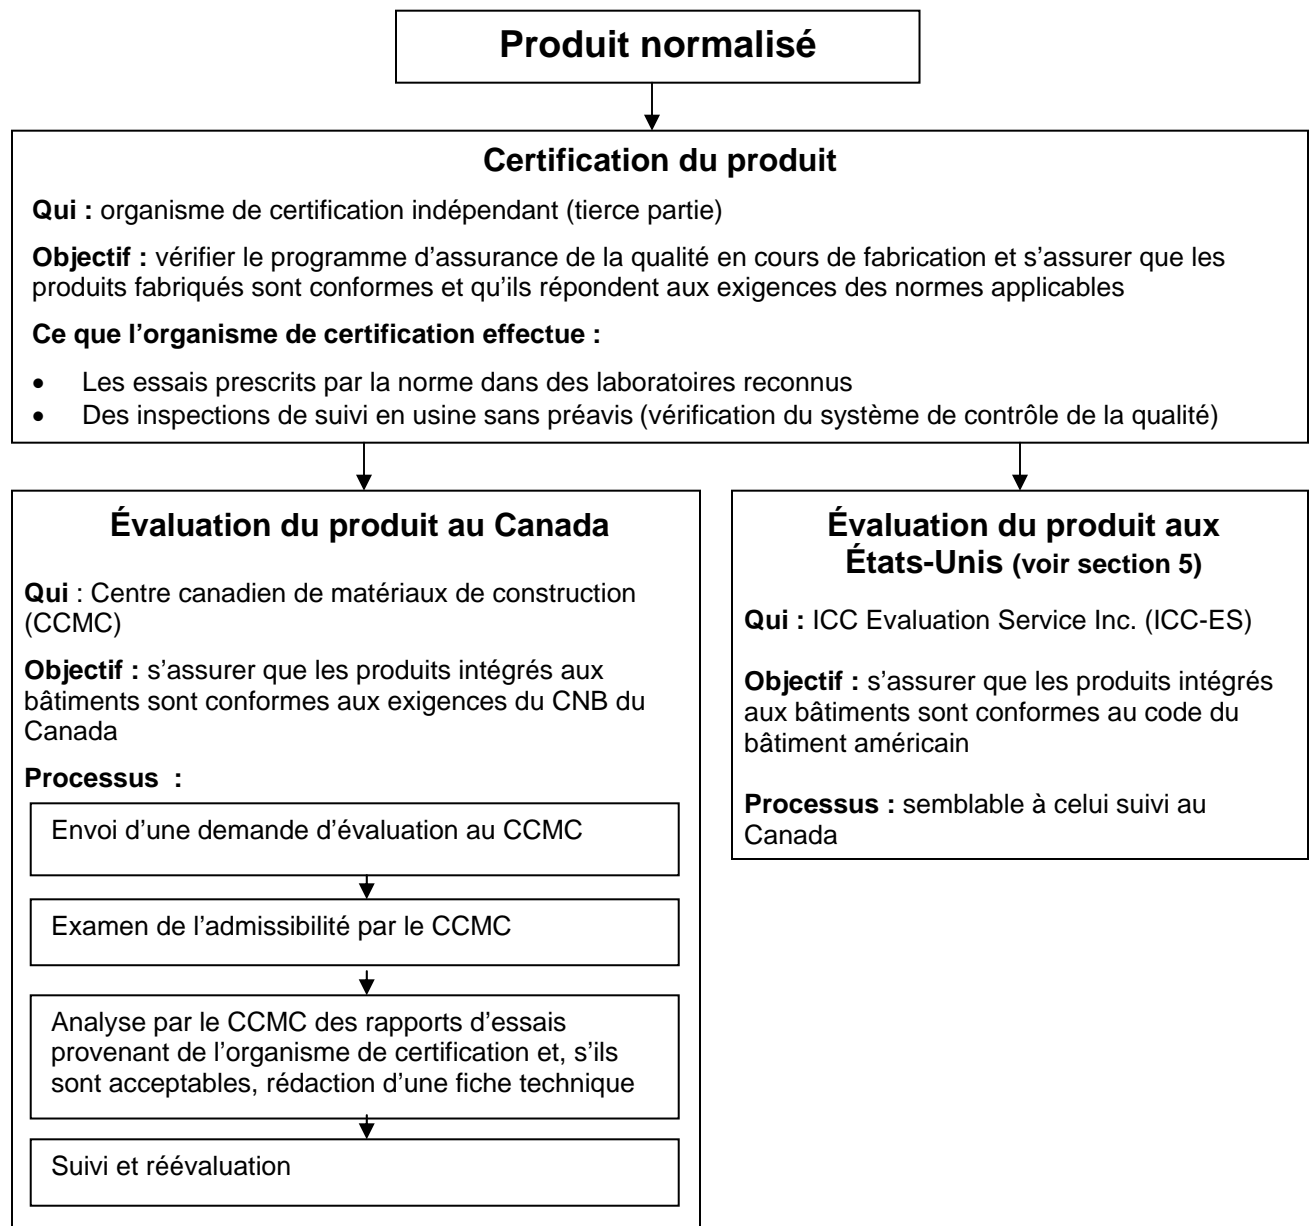 Produit normalisé
Certification du produit
Qui : organisme de certification indépendant (tierce partie)
Objectif : vérifier le programme d’assurance de la qualité en cours de fabrication et s’assurer que les
produits fabriqués sont conformes et qu’ils répondent aux exigences des normes applicables
Ce que l’organisme de certification effectue :
• Les essais prescrits par la norme dans des laboratoires reconnus
• Des inspections de suivi en usine sans préavis (vérification du système de contrôle de la qualité)
Évaluation du produit au Canada
Qui : Centre canadien de matériaux de construction
(CCMC)
Objectif : s’assurer que les produits intégrés aux
bâtiments sont conformes aux exigences du CNB du
Canada
Processus :
Envoi d’une demande d’évaluation au CCMC
Examen de l’admissibilité par le CCMC
Analyse par le CCMC des rapports d’essais
provenant de l’organisme de certification et, s’ils
sont acceptables, rédaction d’une fiche technique
Suivi et réévaluation
Évaluation du produit aux
États-Unis (voir section 5)
Qui : ICC Evaluation Service Inc. (ICC-ES)
Objectif : s’assurer que les produits intégrés
aux bâtiments sont conformes au code du
bâtiment américain
Processus : semblable à celui suivi au
Canada